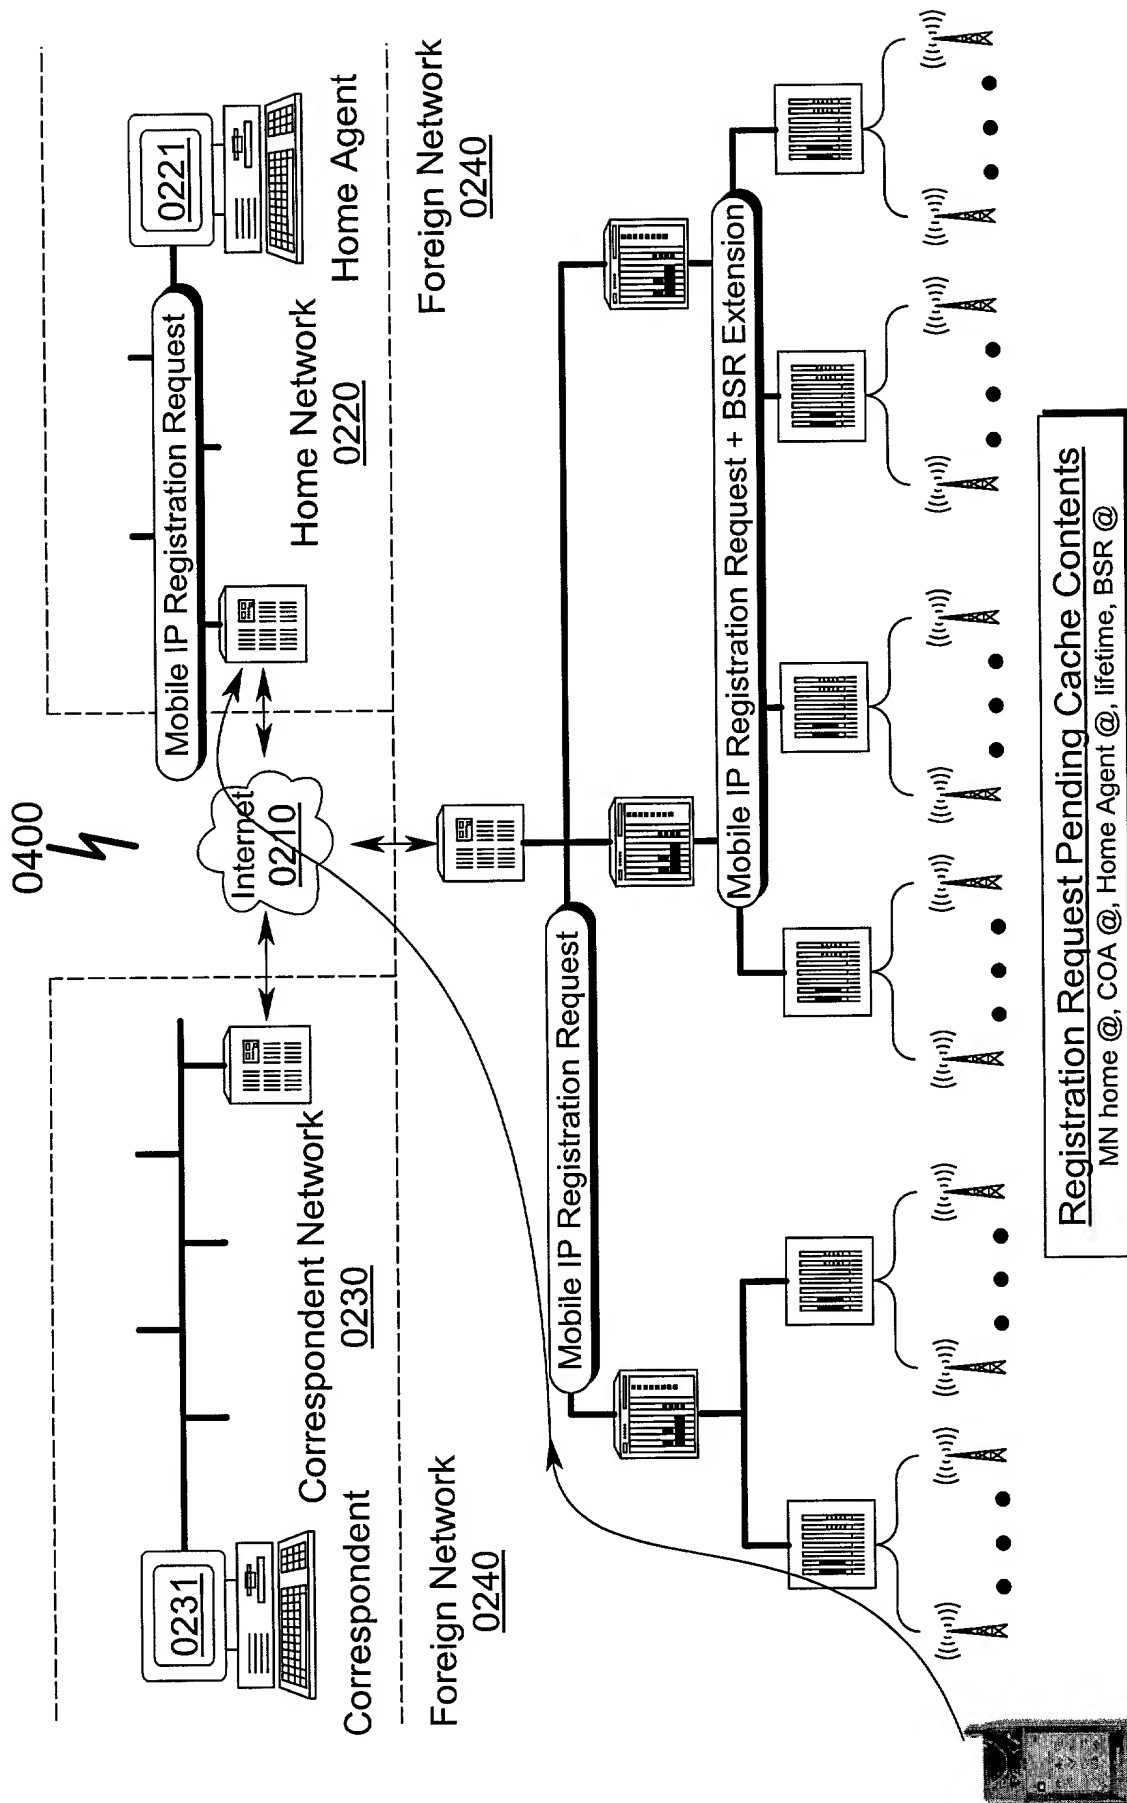 0400
0231
Correspondent
Correspondent Network
0230
Internet
0210
Mobile IP Registration Request
0221
Home Agent
Home Network
0220
Foreign Network
0240
Foreign Network
0240
Mobile IP Registration Request
Mobile IP Registration Request + BSR Extension
Registration Request Pending Cache Contents
MN home @, COA @, Home Agent @, lifetime, BSR @